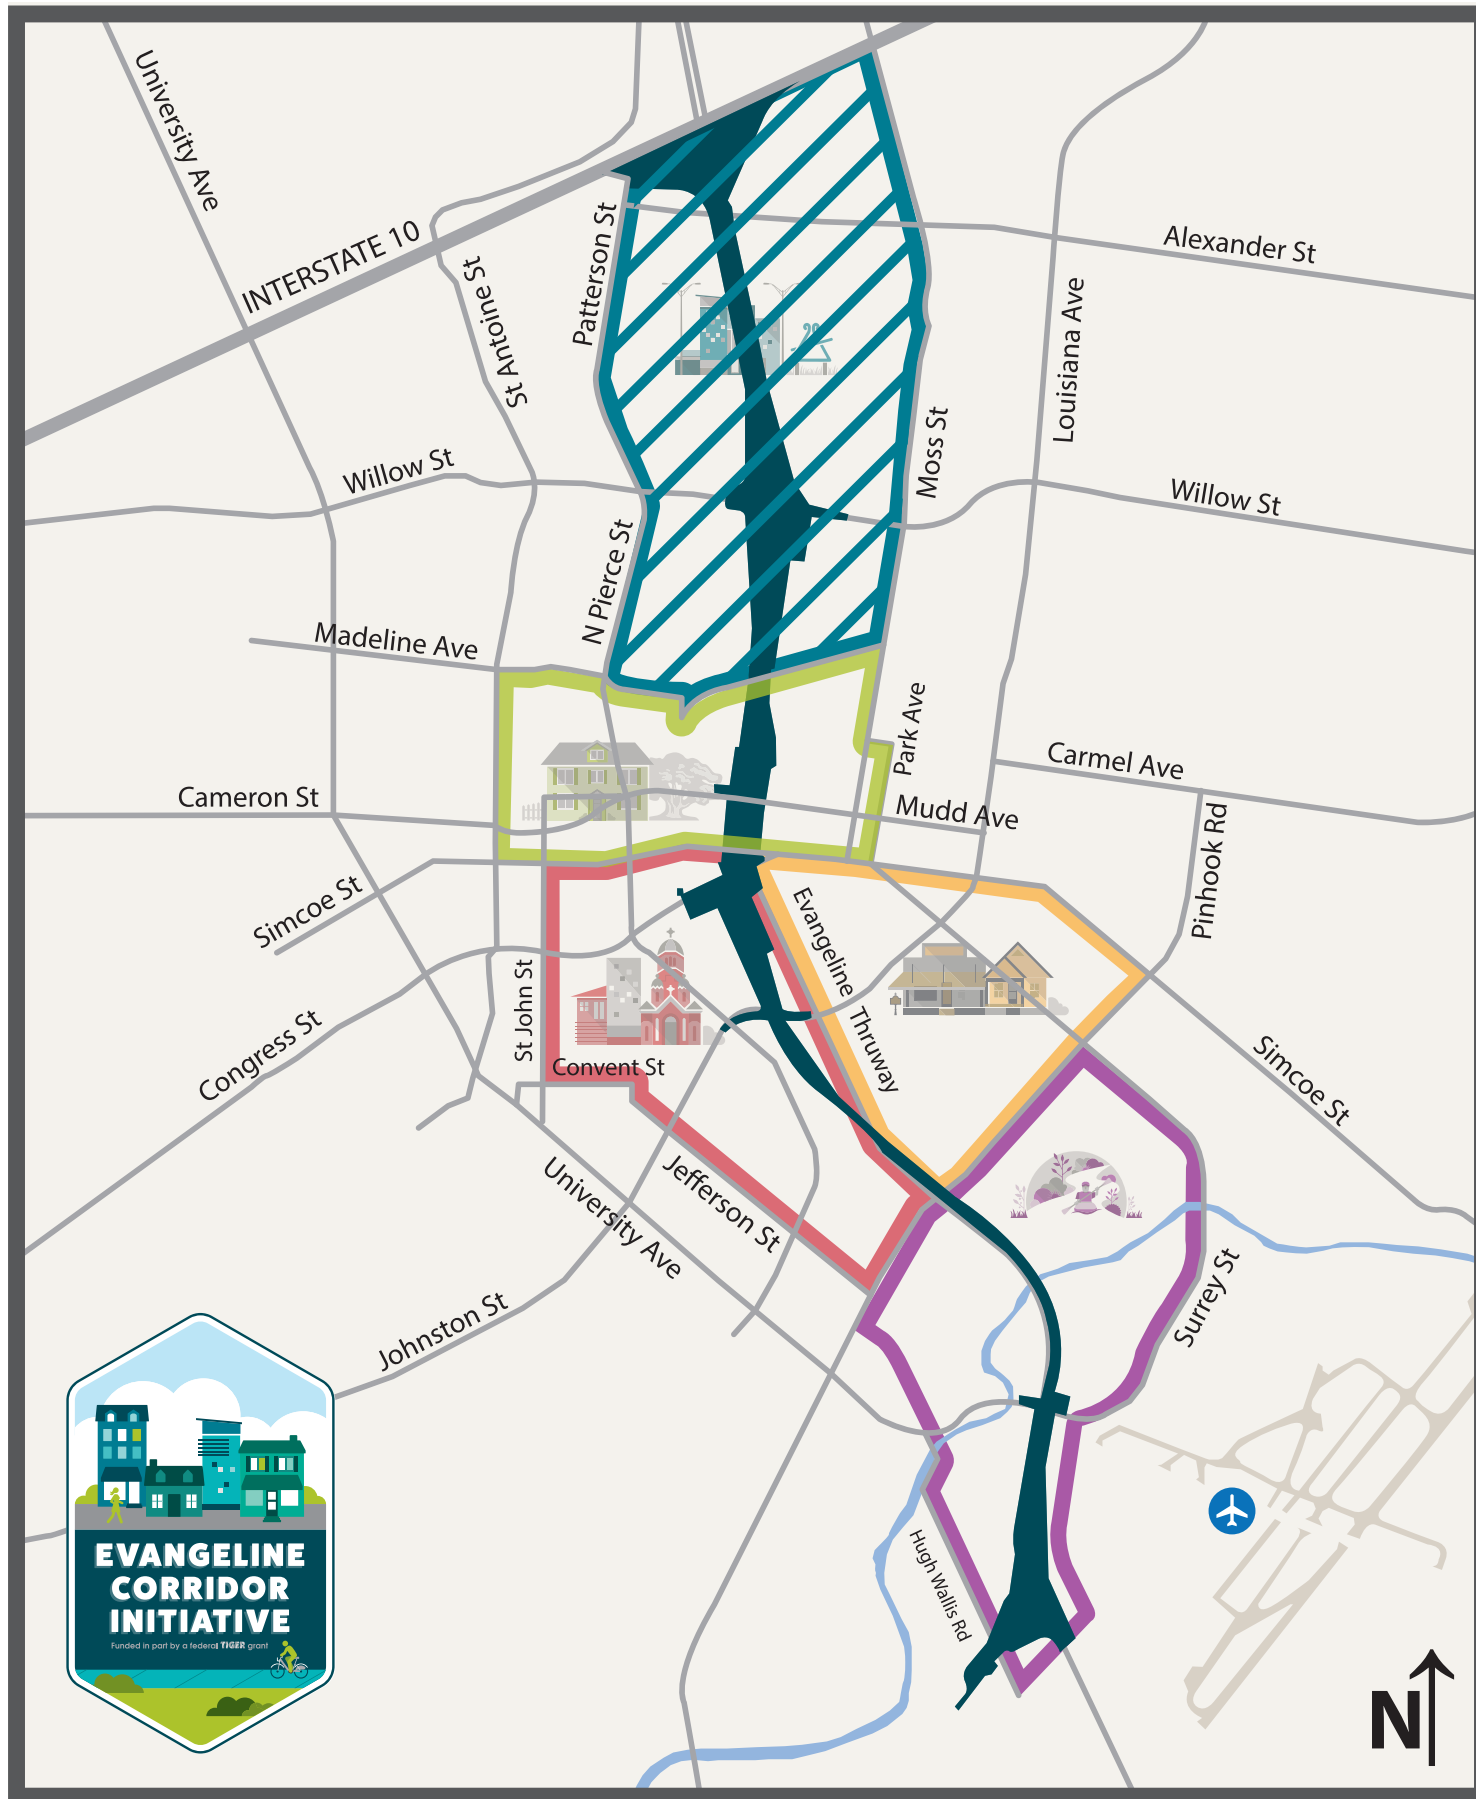 University Ave
INTERSTATE 10
St Antoine St
Patterson St
Alexander St
Louisiana Ave
Moss St
Willow St
Willow St
N Pierce St
Madeline Ave
Park Ave
Carmel Ave
Cameron St
Mudd Ave
Pinhook Rd
Simcoe St
Evangeline Thruway
St John St
Congress St
Convent St
Simcoe St
Jefferson St
University Ave
Surrey St
Johnston St
Hugh Wallis Rd
EVANGELINE
CORRIDOR
INITIATIVE
Funded in part by a federal TIGER grant
N